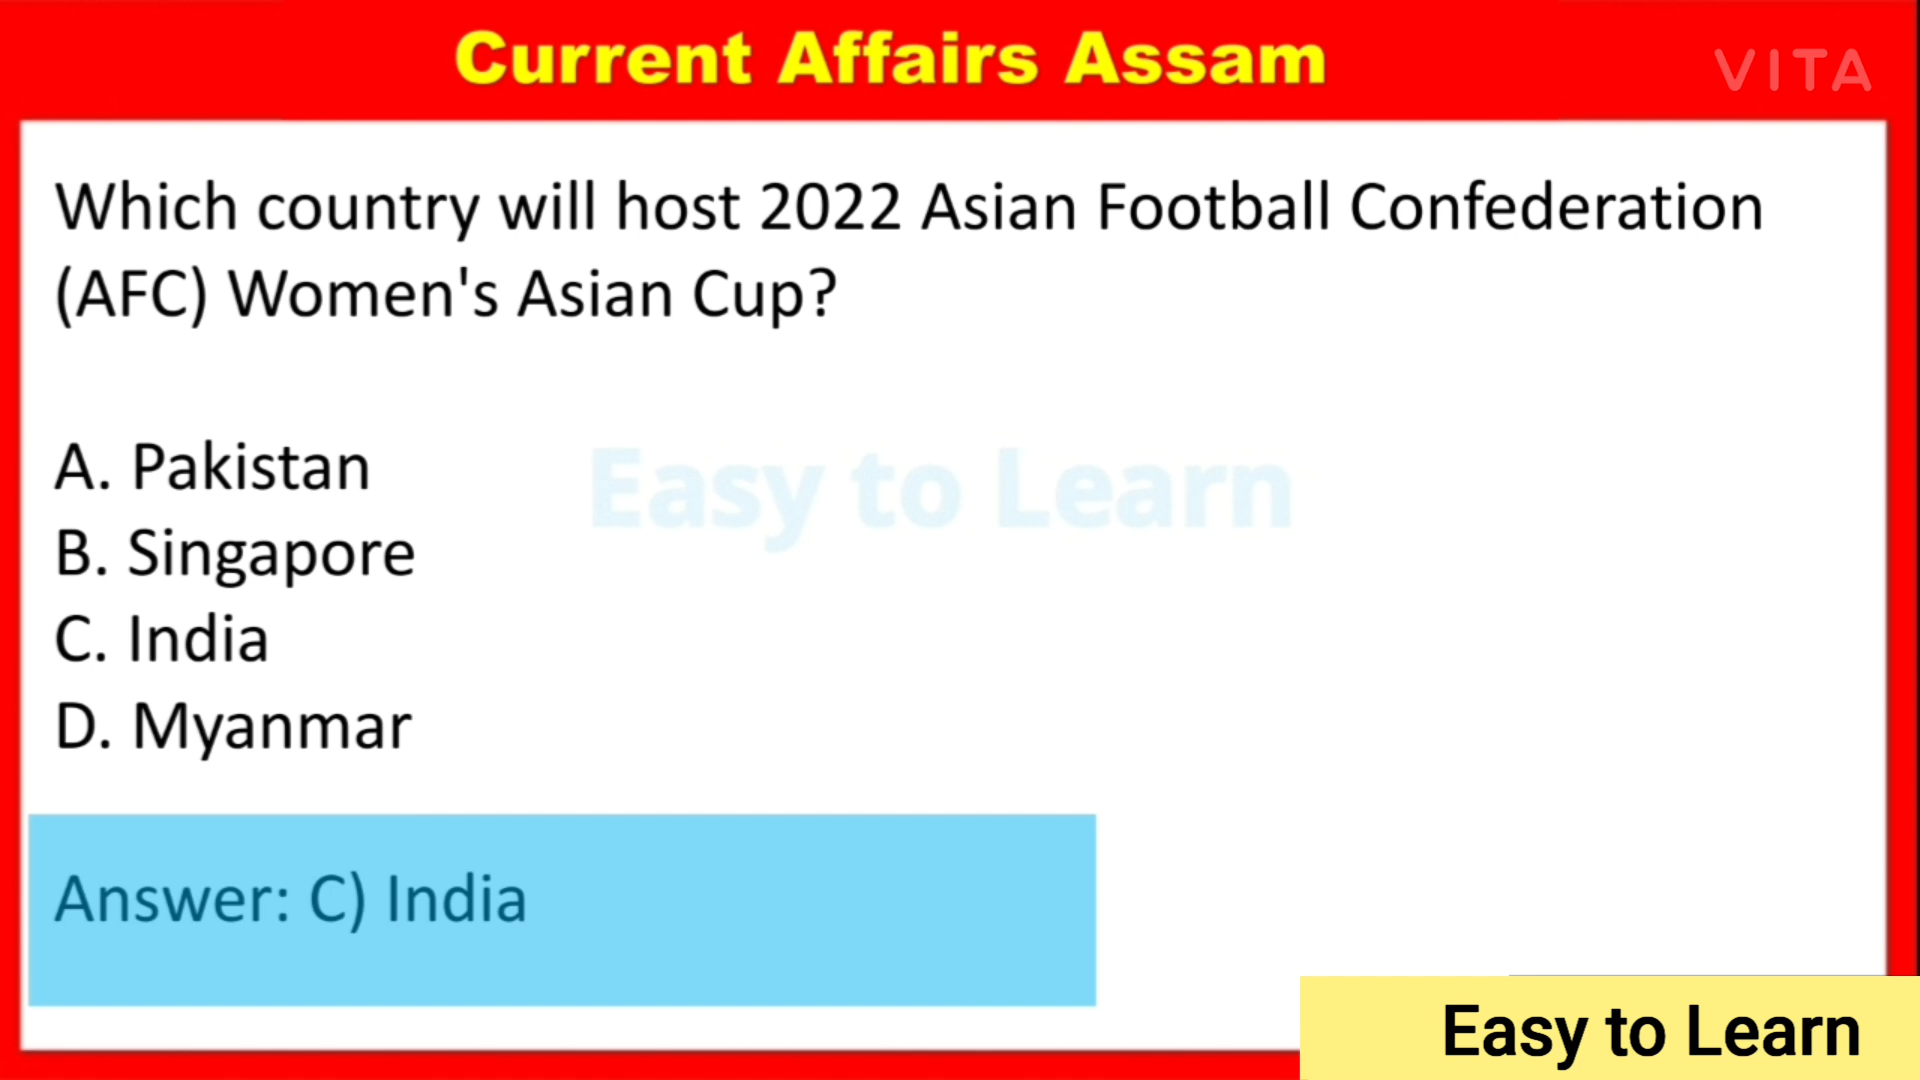 Current Affairs Assam
VITA
Which country will host 2022 Asian Football Confederation
(AFC) Women's Asian Cup?
A. Pakistan
Easy to Learn
B. Singapore
C. India
D. Myanmar
Answer: C) India
Easy to Learn